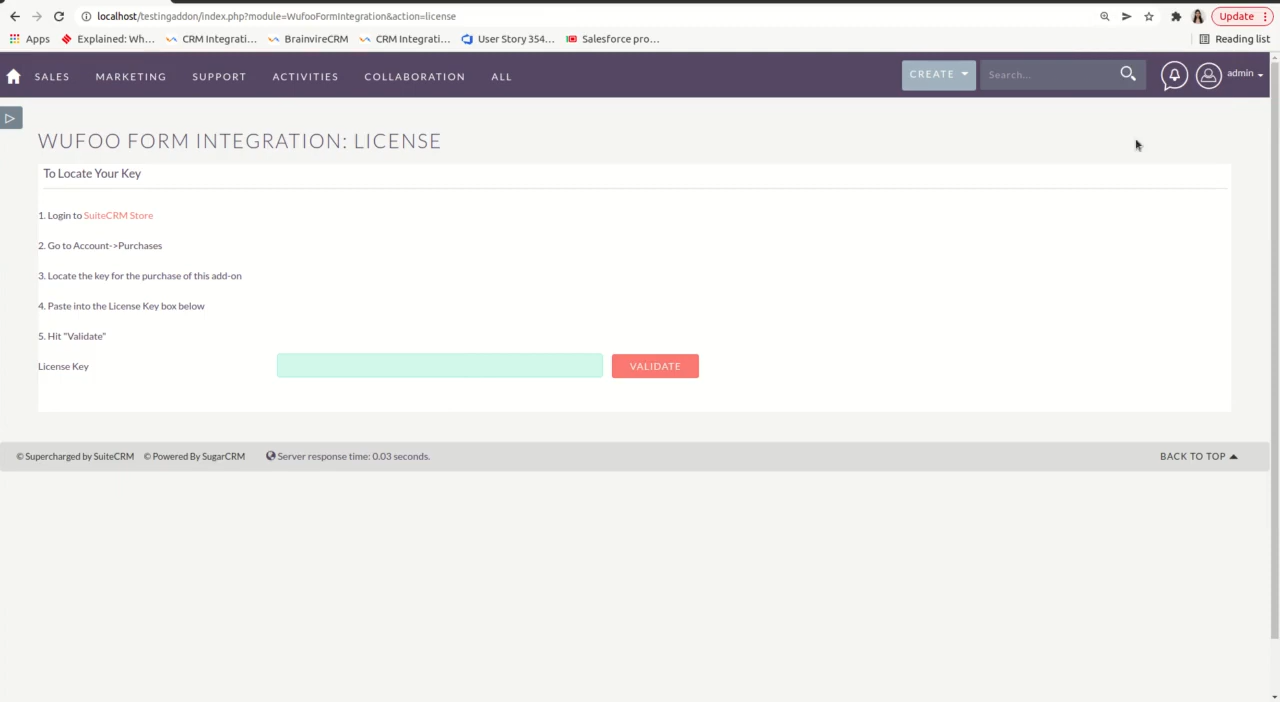 localhost/testingaddon/index.php?module=WufooFormIntegration&action=license
Update
Apps
Explained: Wh...
CRM Integrati...
BrainvireCRM
CRM Integrati...
User Story 354...
Salesforce pro...
Reading list
SALES
MARKETING
SUPPORT
ACTIVITIES
COLLABORATION
ALL
CREATE
Search...
admin
WUFOO FORM INTEGRATION: LICENSE
To Locate Your Key
1. Login to SuiteCRM Store
2. Go to Account->Purchases
3. Locate the key for the purchase of this add-on
4. Paste into the License Key box below
5. Hit "Validate"
License Key
VALIDATE
© Supercharged by SuiteCRM
© Powered By SugarCRM
Server response time: 0.03 seconds.
BACK TO TOP